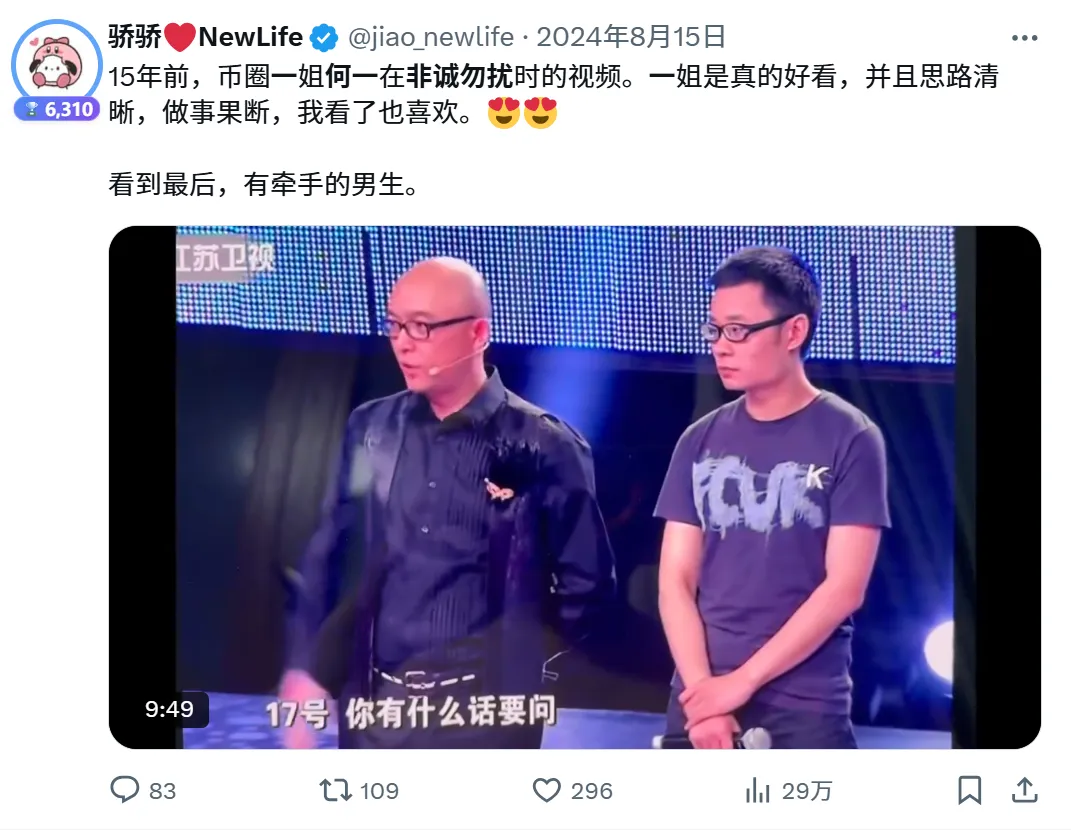 骄骄❤️NewLife @jiao_newlife · 2024年8月15日
15年前，币圈一姐何一在非诚勿扰时的视频。一姐是真的好看，并且思路清
晰，做事果断，我看了也喜欢。😍😍
6,310
看到最后，有牵手的男生。
江苏卫视
FCUK
K
17号 你有什么话要问
9:49
83 109 296 29万